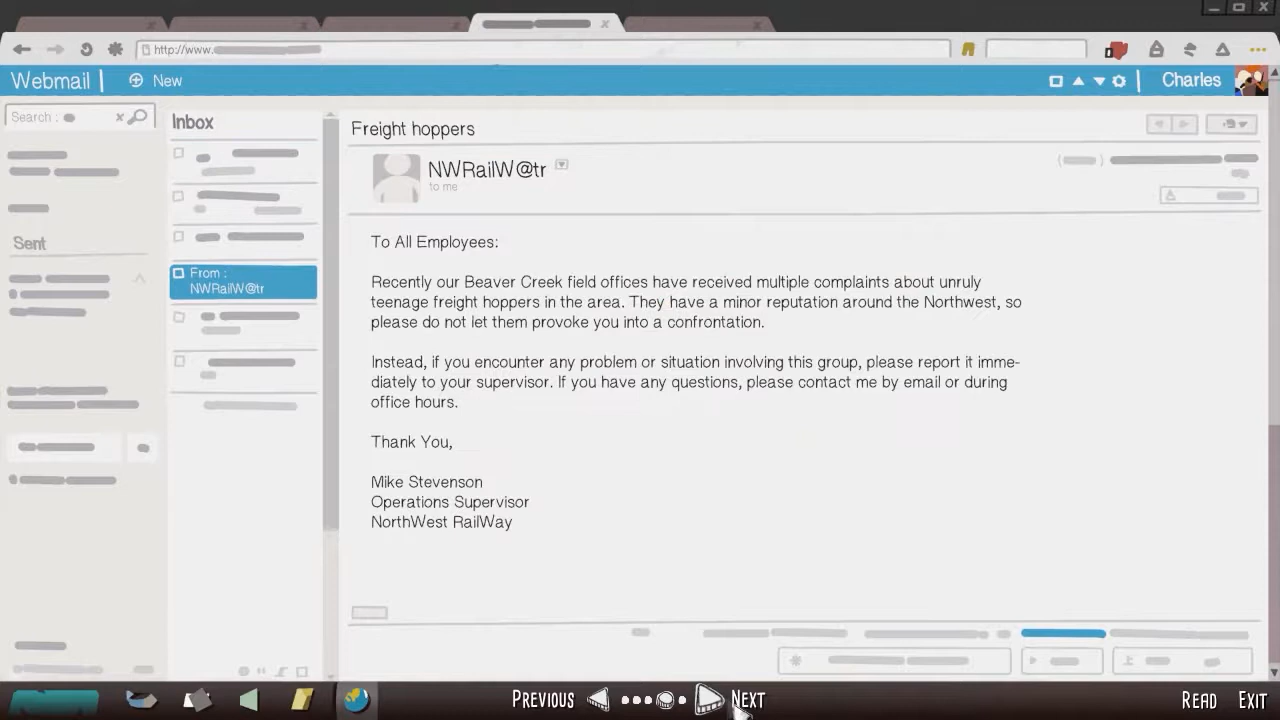 http://www.
Webmail
New
Charles
Search :
Inbox
Sent
From :
NWRailW@tr
Freight hoppers
NWRailW@tr
to me
To All Employees:
Recently our Beaver Creek field offices have received multiple complaints about unruly
teenage freight hoppers in the area. They have a minor reputation around the Northwest, so
please do not let them provoke you into a confrontation.
Instead, if you encounter any problem or situation involving this group, please report it imme-
diately to your supervisor. If you have any questions, please contact me by email or during
office hours.
Thank You,
Mike Stevenson
Operations Supervisor
NorthWest RailWay
PREVIOUS
NEXT
READ
EXIT